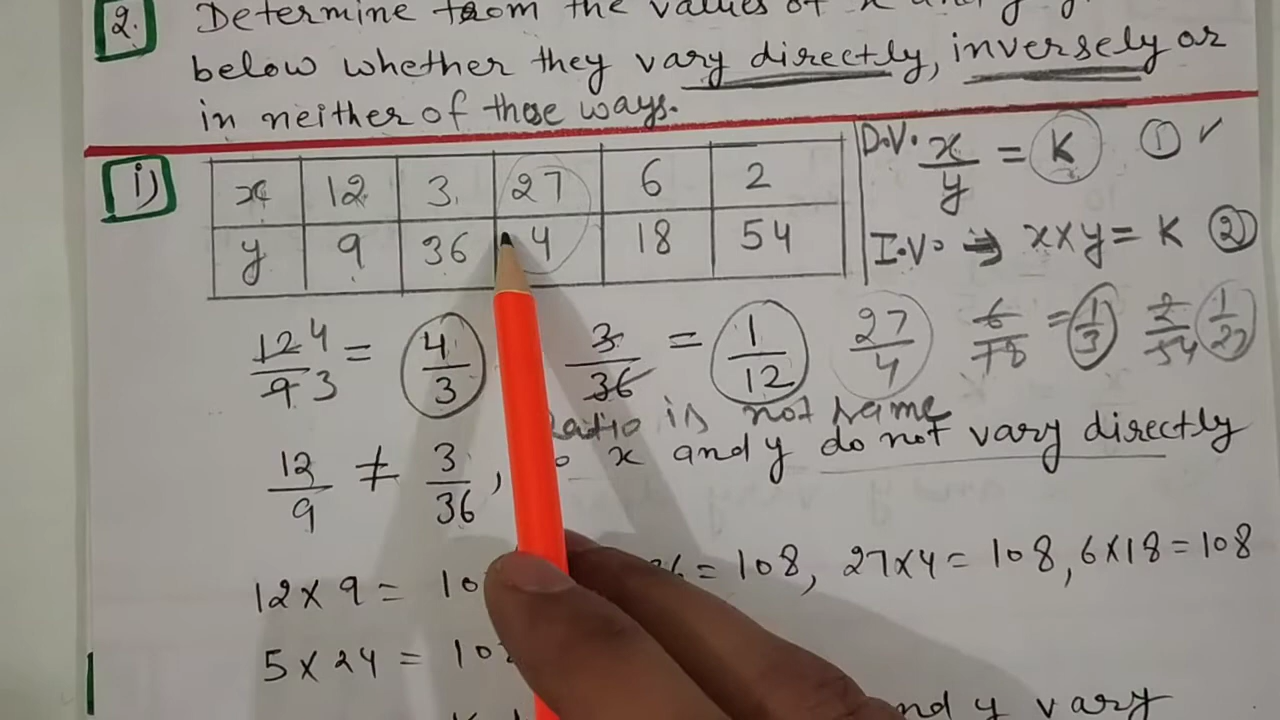 2. Determine from the values of x and y
below whether they vary directly, inversely or
in neither of those ways.
i)
x 12 3 27 6 2
y 9 36 4 18 54
D.V. x/y = K ① ✓
I.V. ⇒ x×y = K ②
12/9 4/3 = 4/3 3/36 = 1/12 27/4 6/18 = 1/3 2/54 1/27
Ratio is not same
12/9 ≠ 3/36, x and y do not vary directly
12 × 9 = = 108, 27×4 = 108, 6×18 = 108
5 × 24 =
y vary